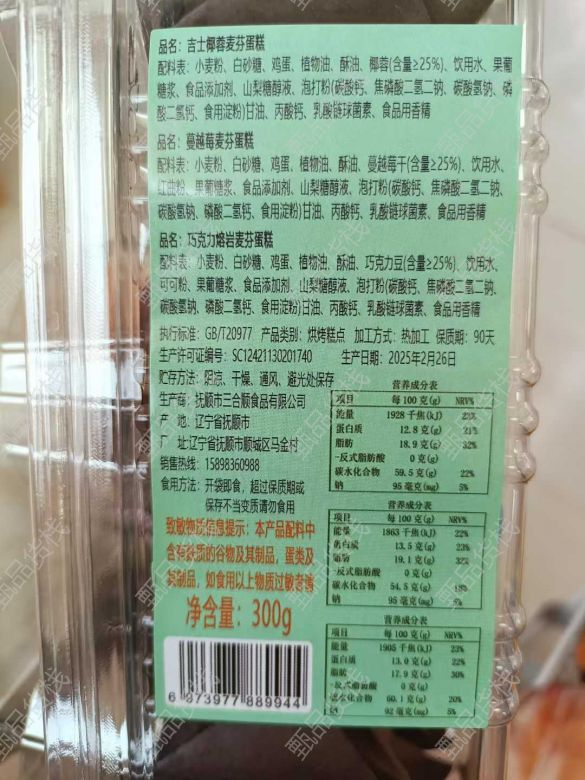 品名：吉士椰蓉麦芬蛋糕
配料表：小麦粉、白砂糖、鸡蛋、植物油、酥油、椰蓉(含量≥25%)、饮用水、果葡
糖浆、食品添加剂、山梨糖醇液、泡打粉(碳酸钙、焦磷酸二氢二钠、碳酸氢钠、磷
酸二氢钙、食用淀粉)甘油、丙酸钙、乳酸链球菌素、食品用香精
品名：蔓越莓麦芬蛋糕
配料表：小麦粉、白砂糖、鸡蛋、植物油、酥油、蔓越莓干(含量≥25%)、饮用水、
红曲粉、果葡糖浆、食品添加剂、山梨糖醇液、泡打粉(碳酸钙、焦磷酸二氢二钠、
碳酸氢钠、磷酸二氢钙、食用淀粉)甘油、丙酸钙、乳酸链球菌素、食品用香精
品名：巧克力熔岩麦芬蛋糕
配料表：小麦粉、白砂糖、鸡蛋、植物油、酥油、巧克力豆(含量≥25%)、饮用水、
可可粉、果葡糖浆、食品添加剂、山梨糖醇液、泡打粉(碳酸钙、焦磷酸二氢二钠、
碳酸氢钠、磷酸二氢钙、食用淀粉)甘油、丙酸钙、乳酸链球菌素、食品用香精
执行标准：GB/T20977 产品类别：烘烤糕点 加工方式：热加工 保质期：90天
生产许可证编号：SC12421130201740 生产日期：2025年2月26日
贮存方法：阴凉、干燥、通风、避光处保存
生产商：抚顺市三合顺食品有限公司
产 地：辽宁省抚顺市
厂 址：辽宁省抚顺市顺城区马金村
销售热线：15898360988
食用方法：开袋即食，超过保质期或
保存不当变质请勿食用
致敏物质信息提示：本产品配料中
含有麸质的谷物及其制品，蛋类及
其制品，如食用以上物质过敏者慎
净含量：300g
6 973977 889944
营养成分表
项目 每100克(g) NRV%
能量 1928千焦(kJ) 23%
蛋白质 12.8克(g) 21%
脂肪 18.9克(g) 32%
-反式脂肪酸 0克(g)
碳水化合物 59.5克(g) 22%
钠 95毫克(mg) 5%
营养成分表
项目 每100克(g) NRV%
能量 1863千焦(kJ) 22%
蛋白质 13.5克(g) 23%
脂肪 19.1克(g) 32%
-反式脂肪酸 0克(g)
碳水化合物 54.5克(g) 18%
钠 95毫克(mg) 5%
营养成分表
项目 每100克(g) NRV%
能量 1905千焦(kJ) 23%
蛋白质 13.0克(g) 22%
脂肪 17.9克(g) 30%
-反式脂肪酸 0克(g)
碳水化合物 60.1克(g) 20%
钠 92毫克(mg) 5%
甄品货栈